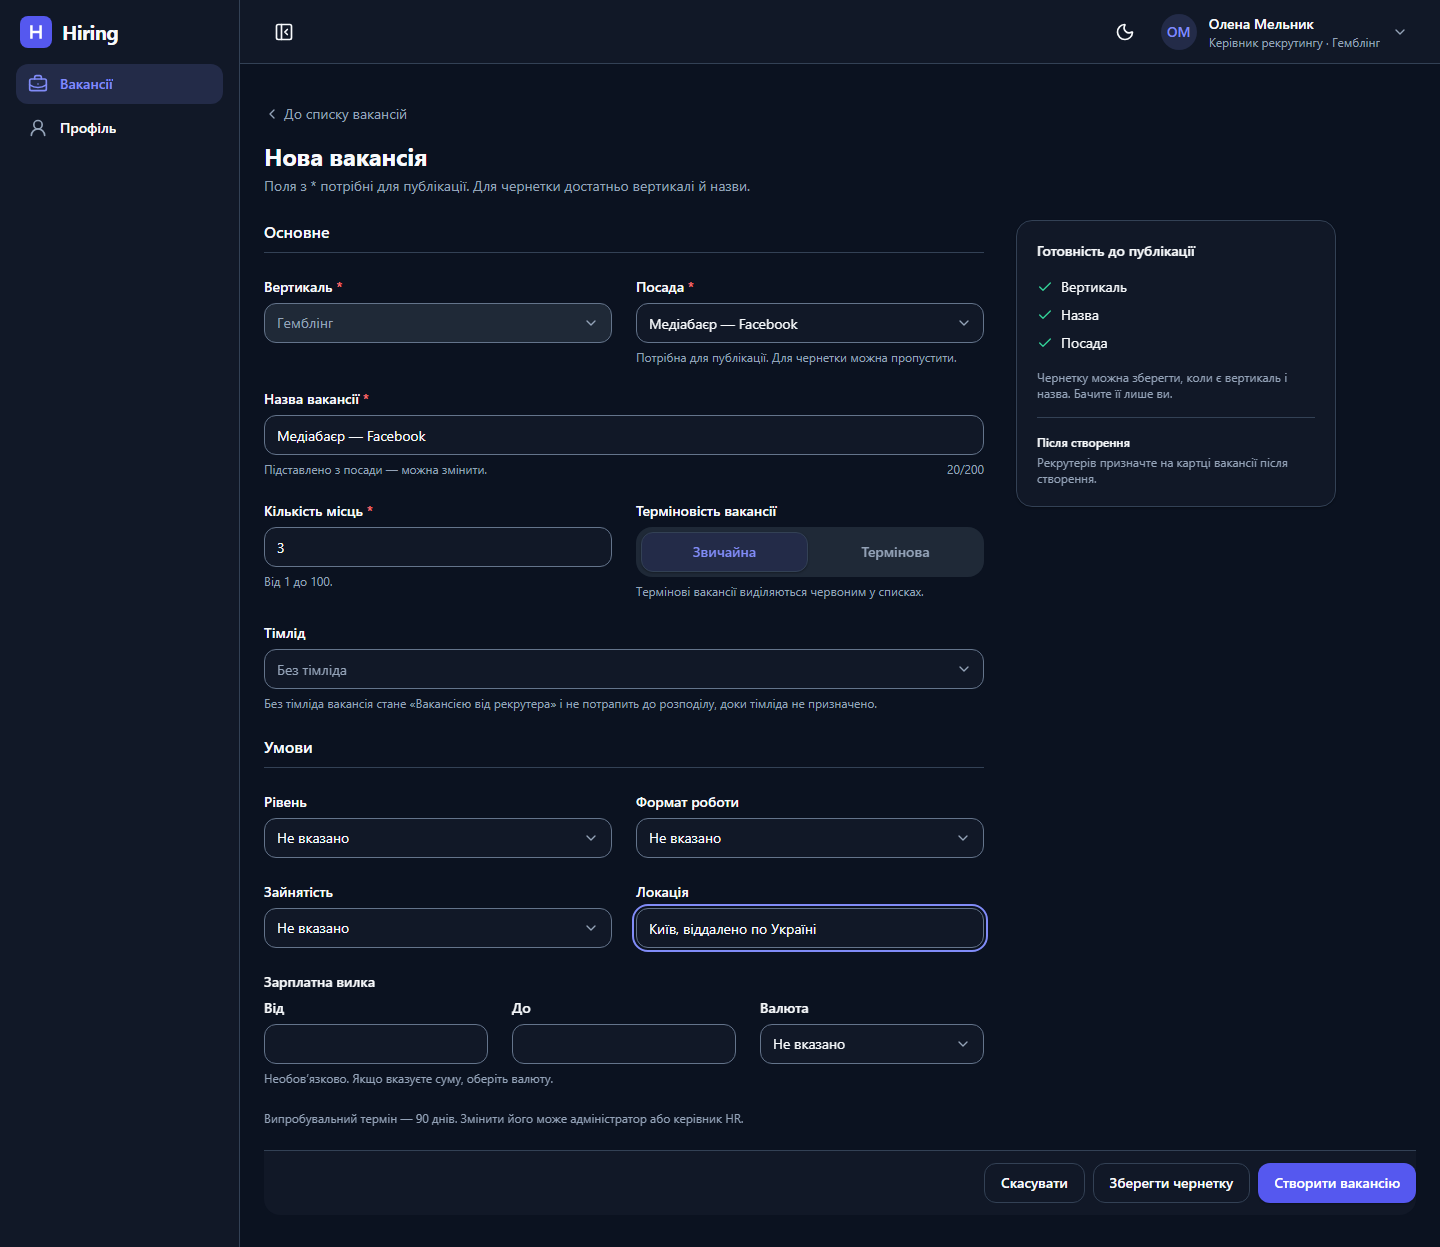 H Hiring
Вакансії
Профіль
ОМ
Олена Мельник
Керівник рекрутингу · Гемблінг
До списку вакансій
Нова вакансія
Поля з * потрібні для публікації. Для чернетки достатньо вертикалі й назви.
Основне
Вертикаль *
Гемблінг
Посада *
Медіабаєр — Facebook
Потрібна для публікації. Для чернетки можна пропустити.
Назва вакансії *
Медіабаєр — Facebook
Підставлено з посади — можна змінити.
20/200
Кількість місць *
3
Від 1 до 100.
Терміновість вакансії
Звичайна
Термінова
Термінові вакансії виділяються червоним у списках.
Тімлід
Без тімліда
Без тімліда вакансія стане «Вакансією від рекрутера» і не потрапить до розподілу, доки тімліда не призначено.
Умови
Рівень
Не вказано
Формат роботи
Не вказано
Зайнятість
Не вказано
Локація
Київ, віддалено по Україні
Зарплатна вилка
Від
До
Валюта
Не вказано
Необов'язково. Якщо вказуєте суму, оберіть валюту.
Випробувальний термін — 90 днів. Змінити його може адміністратор або керівник HR.
Скасувати
Зберегти чернетку
Створити вакансію
Готовність до публікації
Вертикаль
Назва
Посада
Чернетку можна зберегти, коли є вертикаль і
назва. Бачите її лише ви.
Після створення
Рекрутерів призначте на картці вакансії після
створення.